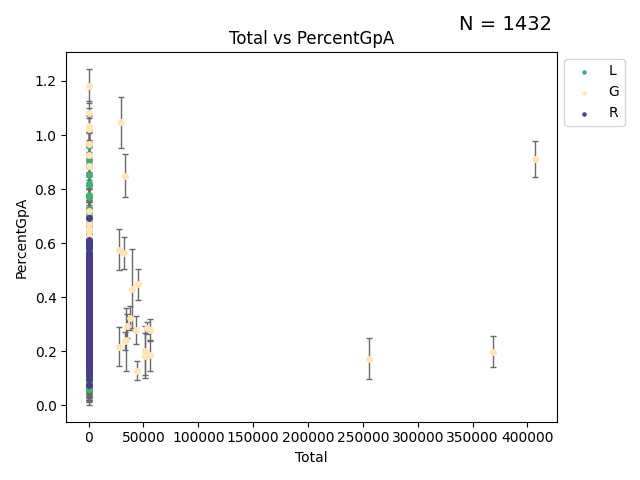 N = 1432
Total vs PercentGpA
L
G
R
1.2
1.0
0.8
0.6
0.4
0.2
0.0
PercentGpA
0 50000 100000 150000 200000 250000 300000 350000 400000
Total